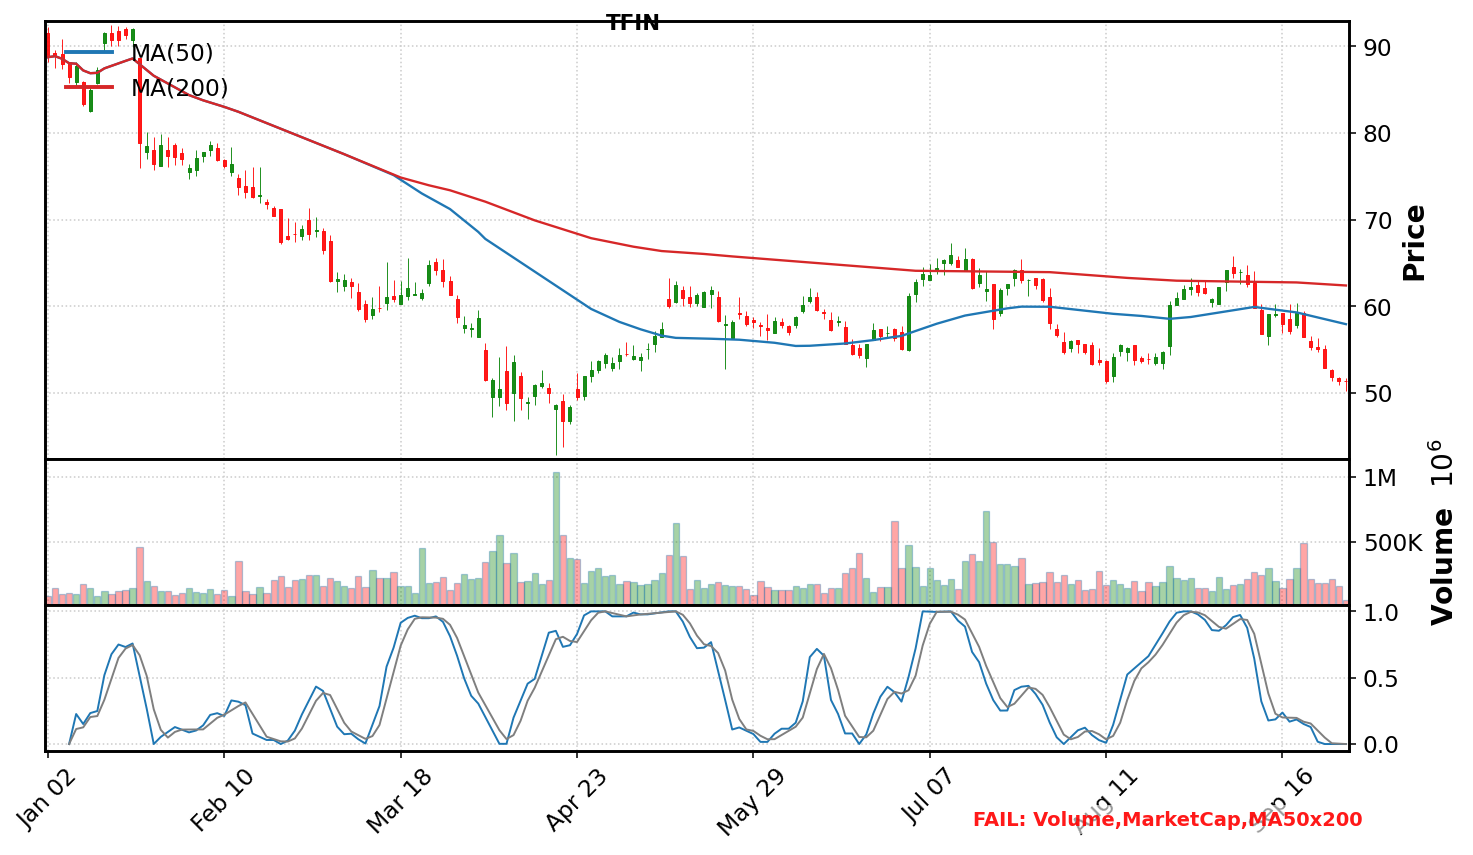 TFIN
MA(50)
MA(200)
90
80
70
60
50
Price
1M
500K
Volume 10^6
1.0
0.5
0.0
Jan 02
Feb 10
Mar 18
Apr 23
May 29
Jul 07
Aug 11
Sep 16
FAIL: Volume,MarketCap,MA50x200